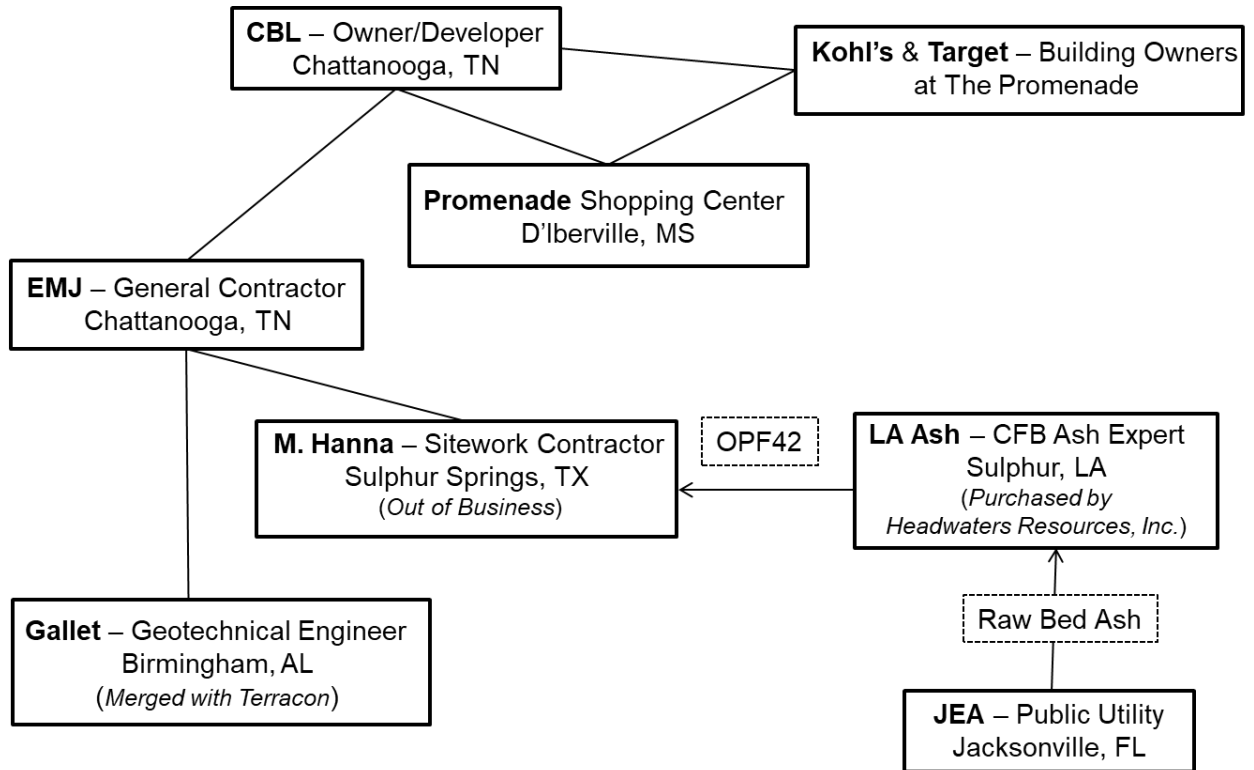 CBL – Owner/Developer
Chattanooga, TN
Kohl’s & Target – Building Owners
at The Promenade
Promenade Shopping Center
D’Iberville, MS
EMJ – General Contractor
Chattanooga, TN
M. Hanna – Sitework Contractor
Sulphur Springs, TX
(Out of Business)
OPF42
LA Ash – CFB Ash Expert
Sulphur, LA
(Purchased by
Headwaters Resources, Inc.)
Gallet – Geotechnical Engineer
Birmingham, AL
(Merged with Terracon)
Raw Bed Ash
JEA – Public Utility
Jacksonville, FL